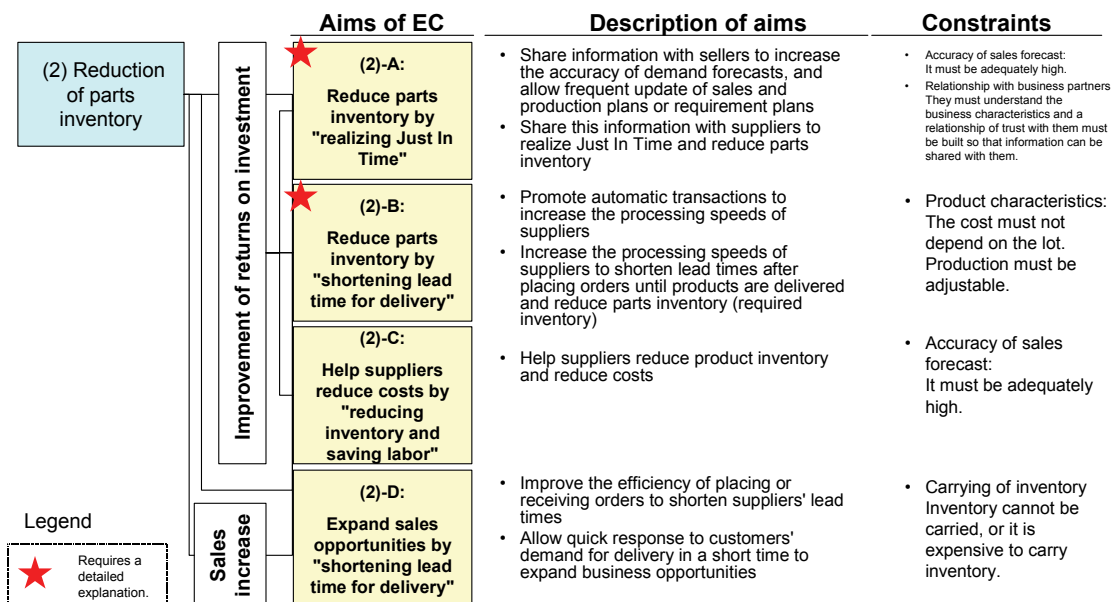 Aims of EC
Description of aims
Constraints
(2) Reduction
of parts
inventory
Improvement of returns on investment
(2)-A:
Reduce parts
inventory by
"realizing Just In
Time"
• Share information with sellers to increase
the accuracy of demand forecasts, and
allow frequent update of sales and
production plans or requirement plans
• Share this information with suppliers to
realize Just In Time and reduce parts
inventory
• Accuracy of sales forecast:
It must be adequately high.
• Relationship with business partners
They must understand the
business characteristics and a
relationship of trust with them must
be built so that information can be
shared with them.
(2)-B:
Reduce parts
inventory by
"shortening lead
time for delivery"
• Promote automatic transactions to
increase the processing speeds of
suppliers
• Increase the processing speeds of
suppliers to shorten lead times after
placing orders until products are delivered
and reduce parts inventory (required
inventory)
• Product characteristics:
The cost must not
depend on the lot.
Production must be
adjustable.
(2)-C:
Help suppliers
reduce costs by
"reducing
inventory and
saving labor"
• Help suppliers reduce product inventory
and reduce costs
• Accuracy of sales
forecast:
It must be adequately
high.
Sales
increase
(2)-D:
Expand sales
opportunities by
"shortening lead
time for delivery"
• Improve the efficiency of placing or
receiving orders to shorten suppliers' lead
times
• Allow quick response to customers'
demand for delivery in a short time to
expand business opportunities
• Carrying of inventory
Inventory cannot be
carried, or it is
expensive to carry
inventory.
Legend
Requires a
detailed
explanation.